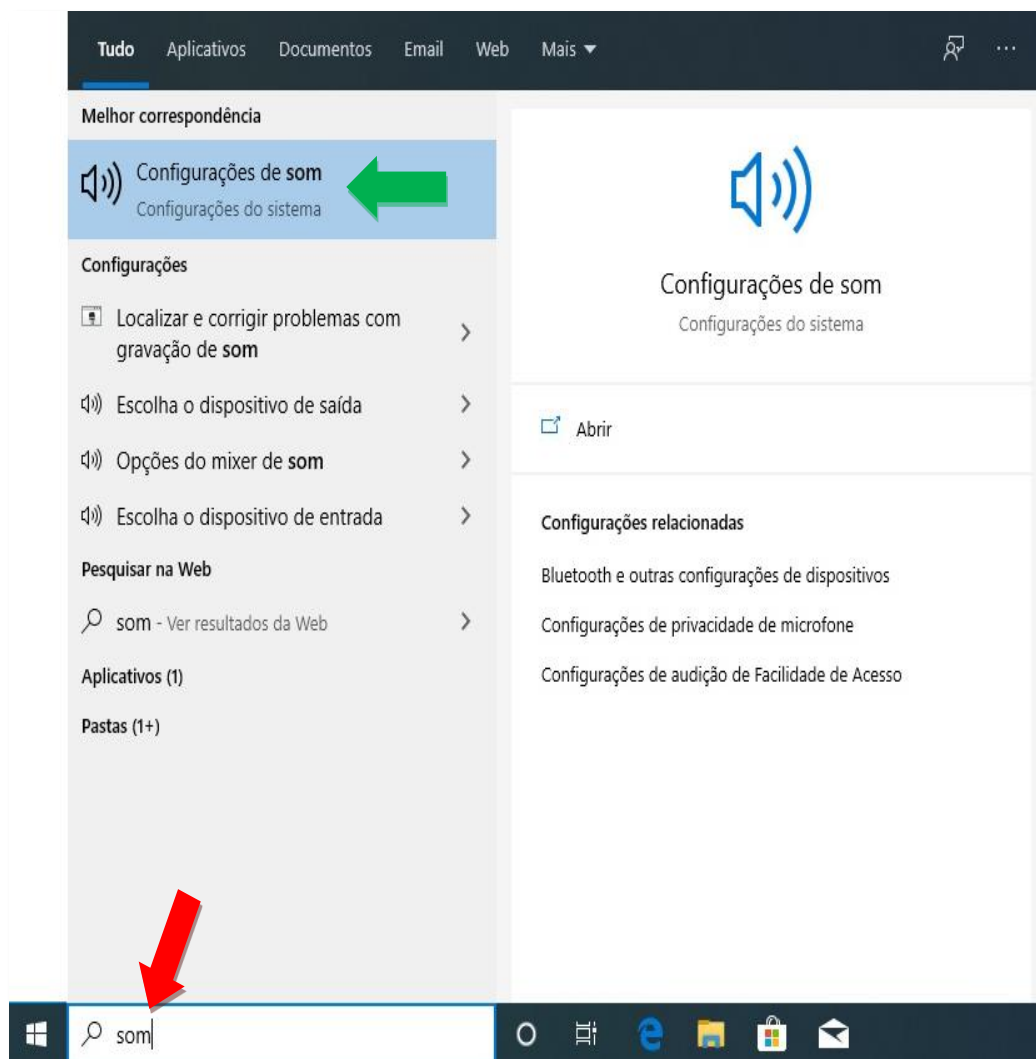 Tudo Aplicativos Documentos Email Web Mais
Melhor correspondência
Configurações de som
Configurações do sistema
Configurações
Localizar e corrigir problemas com
gravação de som
Escolha o dispositivo de saída
Opções do mixer de som
Escolha o dispositivo de entrada
Pesquisar na Web
som - Ver resultados da Web
Aplicativos (1)
Pastas (1+)
Configurações de som
Configurações do sistema
Abrir
Configurações relacionadas
Bluetooth e outras configurações de dispositivos
Configurações de privacidade de microfone
Configurações de audição de Facilidade de Acesso
som